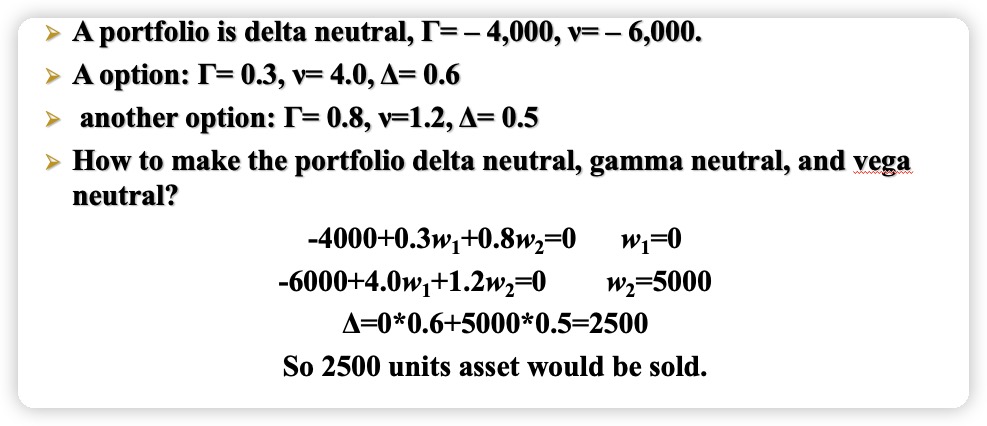 ➢ A portfolio is delta neutral, Γ= – 4,000, ν= – 6,000.
➢ A option: Γ= 0.3, ν= 4.0, Δ= 0.6
➢ another option: Γ= 0.8, ν=1.2, Δ= 0.5
➢ How to make the portfolio delta neutral, gamma neutral, and vega
neutral?
-4000+0.3w₁+0.8w₂=0 w₁=0
-6000+4.0w₁+1.2w₂=0 w₂=5000
Δ=0*0.6+5000*0.5=2500
So 2500 units asset would be sold.